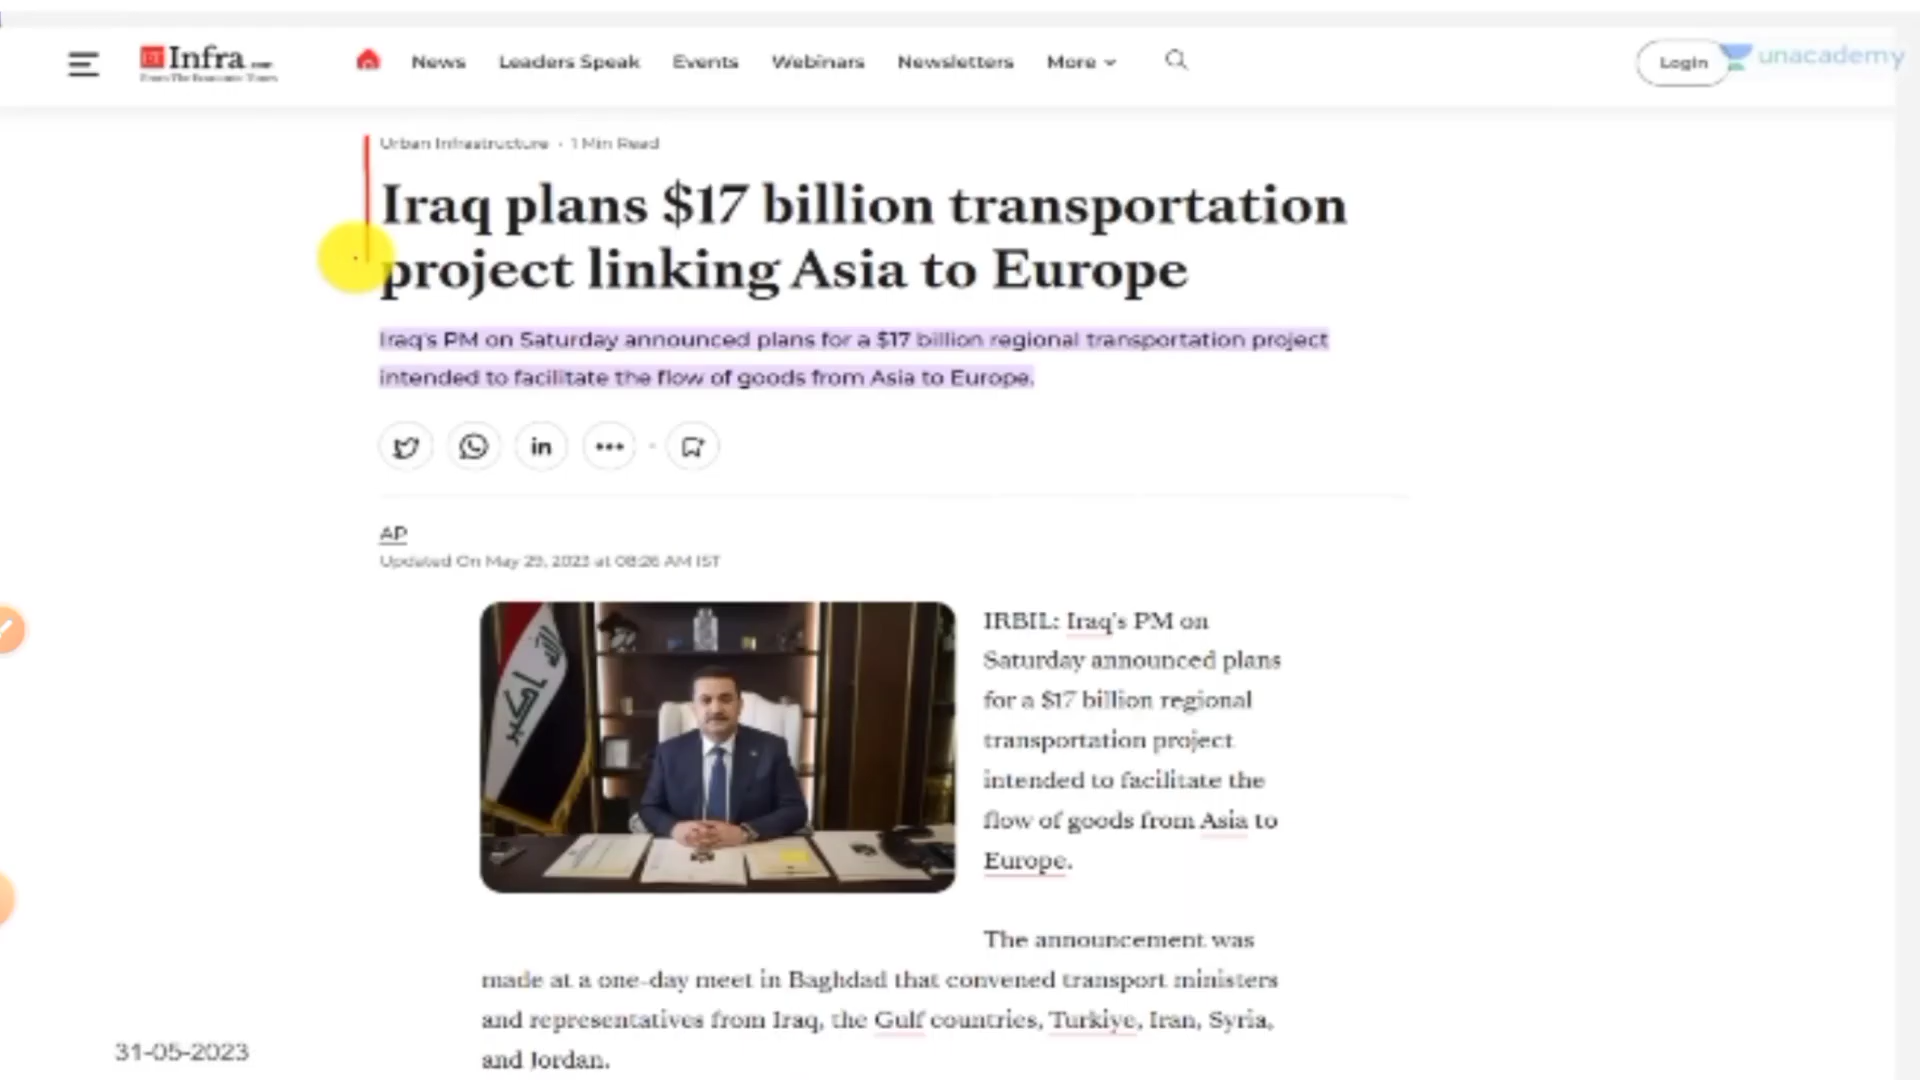 ET Infra .com
From The Economic Times
News Leaders Speak Events Webinars Newsletters More
Login
unacademy
Urban Infrastructure · 1 Min Read
Iraq plans $17 billion transportation
project linking Asia to Europe
Iraq's PM on Saturday announced plans for a $17 billion regional transportation project
intended to facilitate the flow of goods from Asia to Europe.
in
AP
Updated On May 29, 2023 at 08:26 AM IST
الله اكبر
IRBIL: Iraq's PM on
Saturday announced plans
for a $17 billion regional
transportation project
intended to facilitate the
flow of goods from Asia to
Europe.
The announcement was
made at a one-day meet in Baghdad that convened transport ministers
and representatives from Iraq, the Gulf countries, Turkiye, Iran, Syria,
and Jordan.
31-05-2023